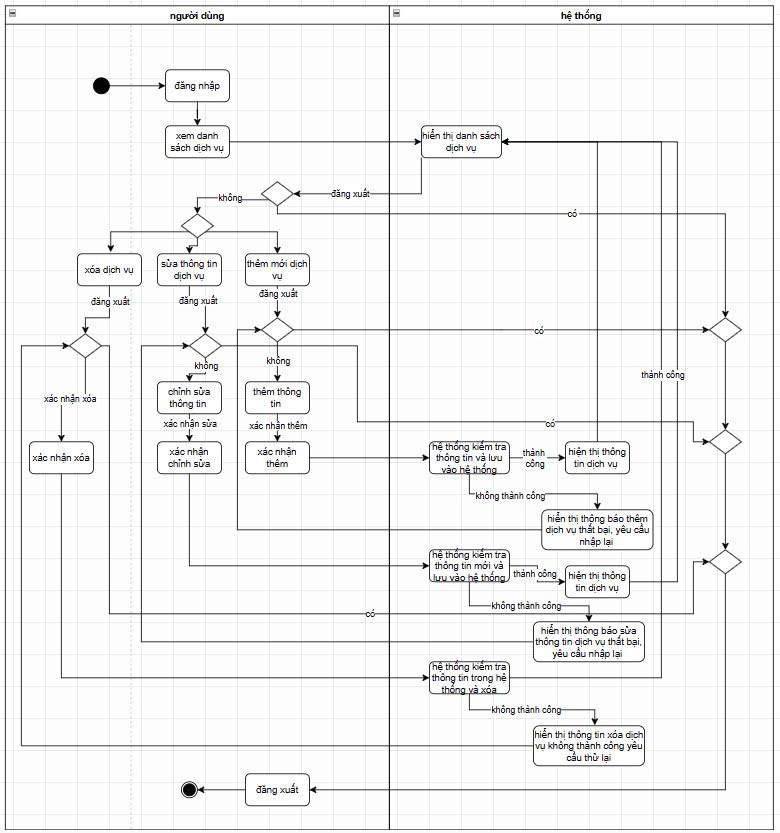 người dùng
hệ thống
đăng nhập
xem danh
sách dịch vụ
hiển thị danh sách
dịch vụ
đăng xuất
không
có
xóa dịch vụ
sửa thông tin
dịch vụ
thêm mới dịch
vụ
đăng xuất
đăng xuất
đăng xuất
có
không
không
thành công
xác nhận xóa
chỉnh sửa
thông tin
thêm thông
tin
xác nhận sửa
xác nhận thêm
có
xác nhận xóa
xác nhận
chỉnh sửa
xác nhận
thêm
hệ thống kiểm tra
thông tin và lưu
vào hệ thống
thành
công
hiện thị thông
tin dịch vụ
không thành công
hiển thị thông báo thêm
dịch vụ thất bại, yêu cầu
nhập lại
hệ thống kiểm tra
thông tin mới và
lưu vào hệ thống
thành công
hiện thị thông
tin dịch vụ
không thành công
có
hiển thị thông báo sửa
thông tin dịch vụ thất bại,
yêu cầu nhập lại
hệ thống kiểm tra
thông tin trong hệ
thống và xóa
không thành công
hiển thị thông tin xóa dịch
vụ không thành công yêu
cầu thử lại
đăng xuất